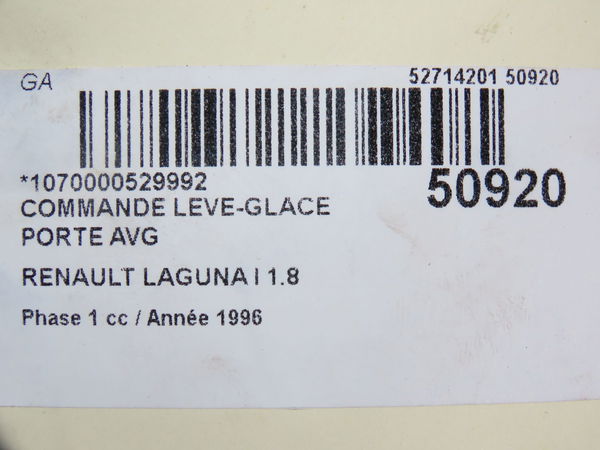 GA
52714201 50920
*1070000529992
50920
COMMANDE LEVE-GLACE
PORTE AVG
RENAULT LAGUNA I 1.8
Phase 1 cc / Année 1996